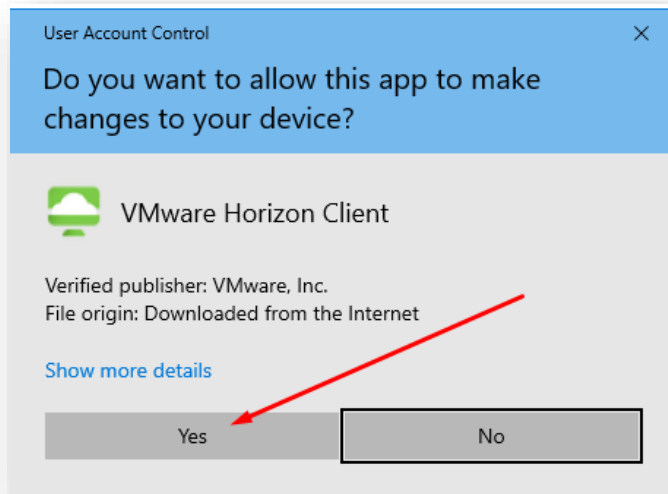 User Account Control
Do you want to allow this app to make
changes to your device?
VMware Horizon Client
Verified publisher: VMware, Inc.
File origin: Downloaded from the Internet
Show more details
Yes
No